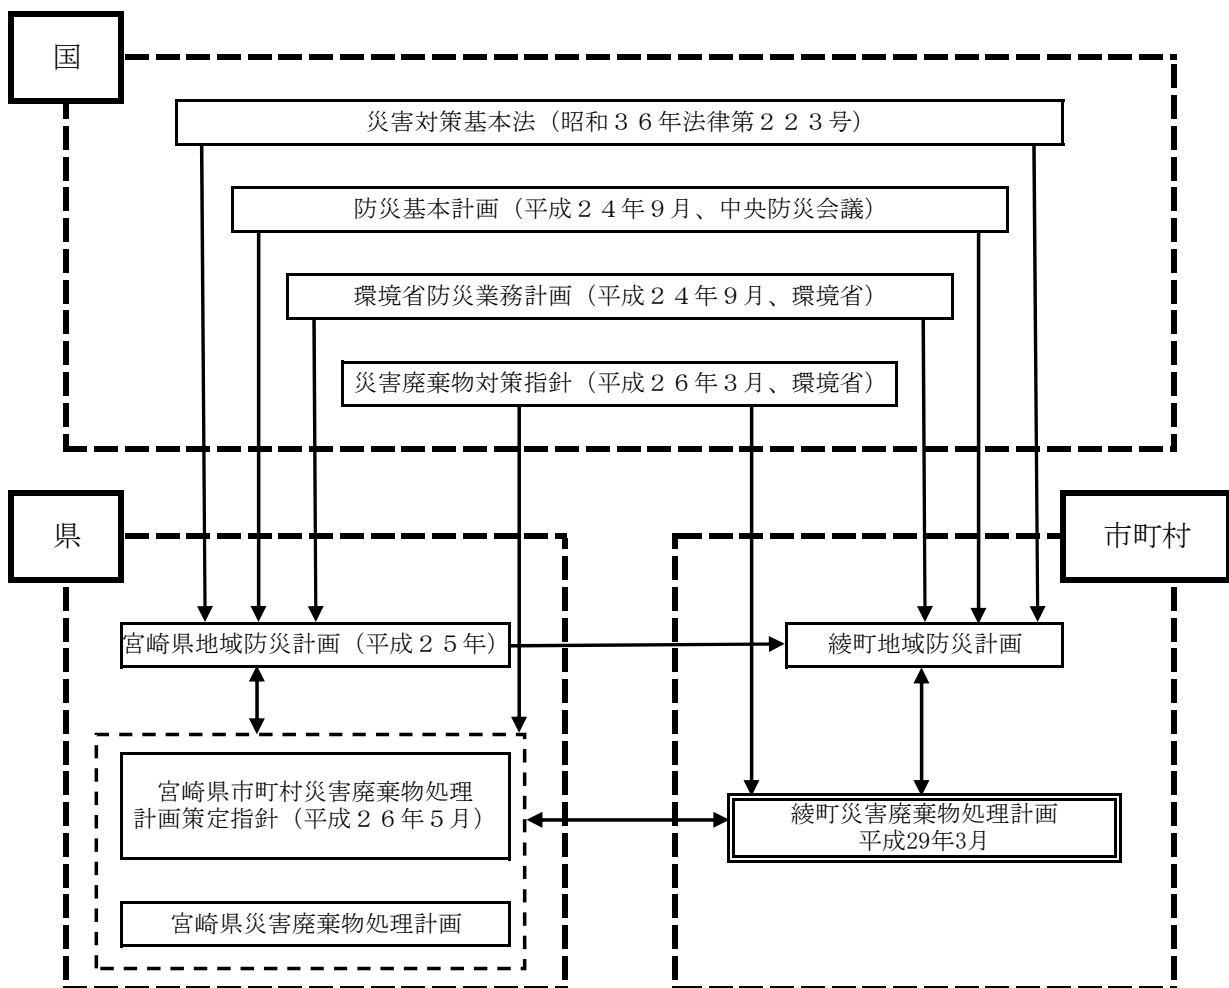 国
災害対策基本法（昭和３６年法律第２２３号）
防災基本計画（平成２４年９月、中央防災会議）
環境省防災業務計画（平成２４年９月、環境省）
災害廃棄物対策指針（平成２６年３月、環境省）
県
市町村
宮崎県地域防災計画（平成２５年）
綾町地域防災計画
宮崎県市町村災害廃棄物処理
計画策定指針（平成２６年５月）
綾町災害廃棄物処理計画
平成29年3月
宮崎県災害廃棄物処理計画